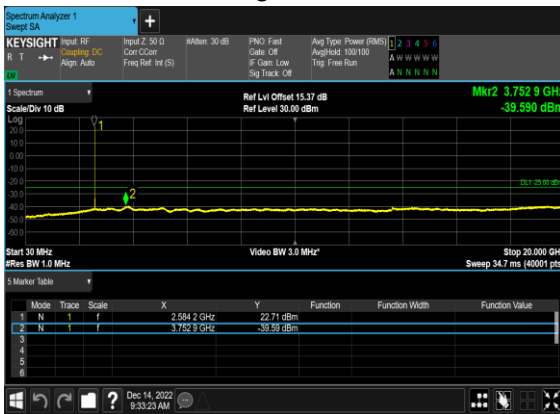 Spectrum Analyzer 1
Swept SA
KEYSIGHT Input: RF Input Z: 50 Ω #Atten: 30 dB PNO: Fast Avg Type: Power (RMS) 1 2 3 4 5 6
R T Coupling: DC Corr CCorr Gate: Off Avg|Hold: 100/100 A W W W W W
Align: Auto Freq Ref: Int (S) IF Gain: Low Trig: Free Run
Sig Track: Off A N N N N N
1 Spectrum
Scale/Div 10 dB Ref Lvl Offset 15.37 dB Mkr2 3.752 9 GHz
Ref Level 30.00 dBm -39.590 dBm
Log
20.0
10.0
0.00
-10.0
-20.0
-30.0
-40.0
-50.0
-60.0
1
2
DL1 -25.00 dBm
Start 30 MHz Video BW 3.0 MHz* Stop 20.000 GHz
#Res BW 1.0 MHz Sweep 34.7 ms (40001 pts)
5 Marker Table
Mode Trace Scale X Y Function Function Width Function Value
1 N 1 f 2.584 2 GHz 22.71 dBm
2 N 1 f 3.752 9 GHz -39.59 dBm
3
4
5
6
? Dec 14, 2022
9:33:23 AM